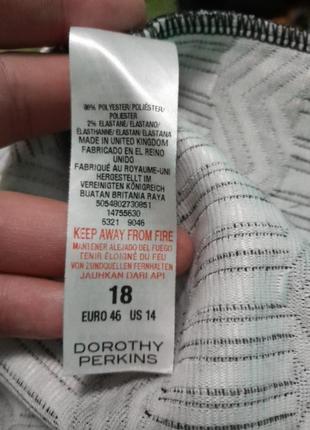 98% POLYESTER/ POLIÉSTER/
POLIESTER
2% ELASTANE/ ELASTANO/
ELASTHANNE/ ELASTAN/ ELASTANA
MADE IN UNITED KINGDOM
FABRICADO EN EL REINO
UNIDO
FABRIQUÉ AU ROYAUME-UNI
HERGESTELLT IM
VEREINIGTEN KÖNIGREICH
BUATAN BRITANIA RAYA
5054802730851
14755630
5321 9046
KEEP AWAY FROM FIRE
MANTENER ALEJADO DEL FUEGO
TENIR ÉLOIGNÉ DU FEU
VON ZÜNDQUELLEN FERNHALTEN
JAUHKAN DARI API
18
EURO 46 US 14
DOROTHY
PERKINS